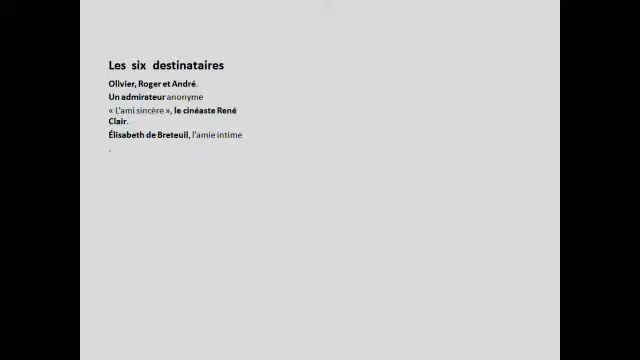 Les six destinataires
Olivier, Roger et André.
Un admirateur anonyme
« L'ami sincère », le cinéaste René
Clair.
Élisabeth de Breteuil, l'amie intime
.